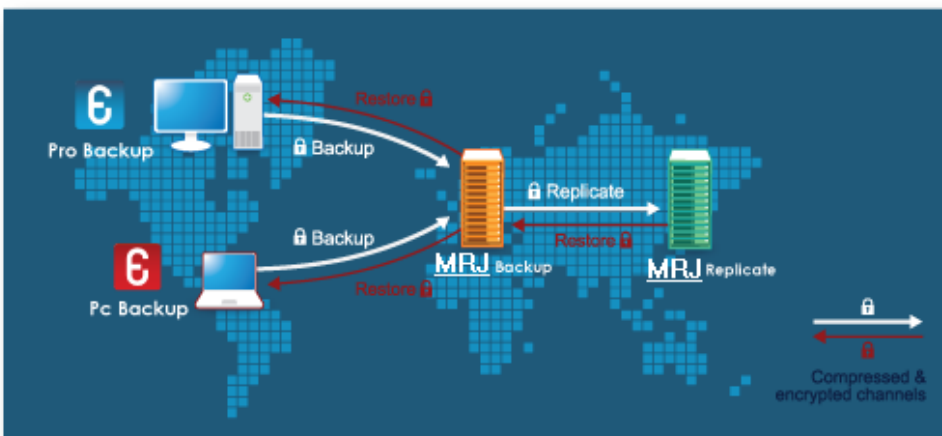 Restore
Pro Backup
Backup
Replicate
Backup
Restore
MRJ Backup
MRJ Replicate
Pc Backup
Restore
Compressed &
encrypted channels